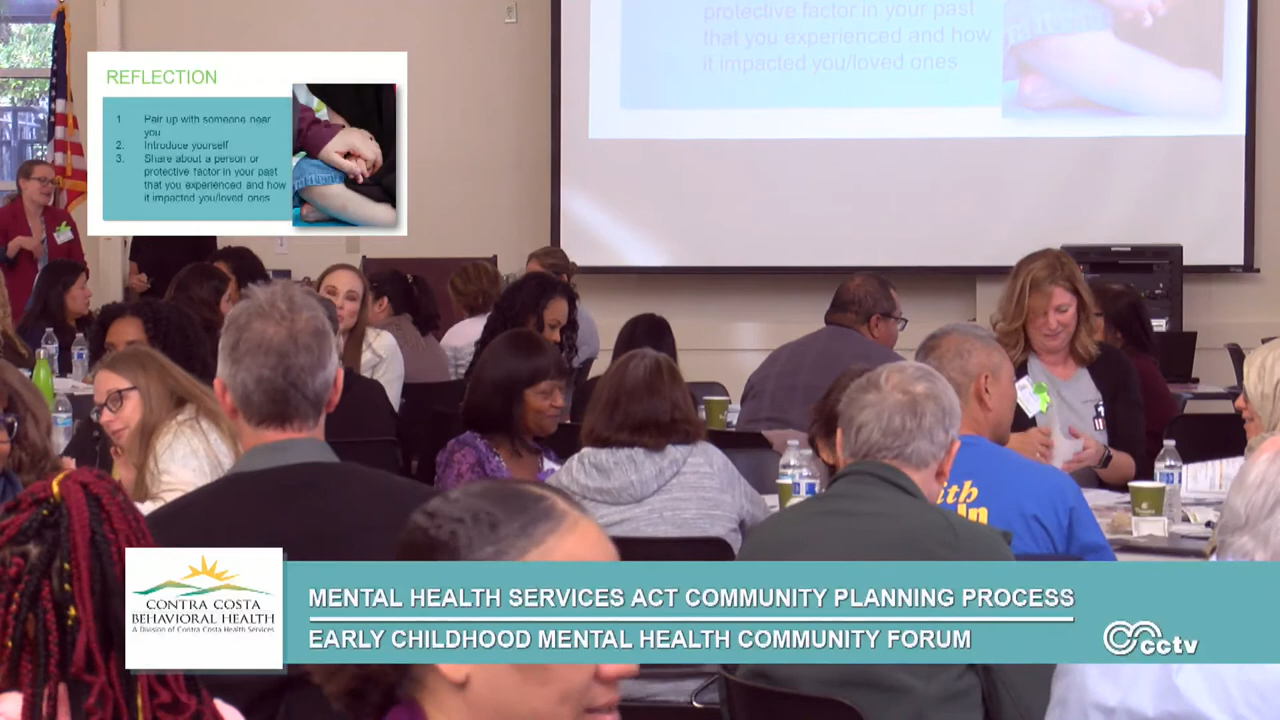 protective factor in your past
that you experienced and how
it impacted you/loved ones
REFLECTION
1 Pair up with someone near
you
2. Introduce yourself
3. Share about a person or
protective factor in your past
that you experienced and how
it impacted you/loved ones
ith
CONTRA COSTA
BEHAVIORAL HEALTH
A Division of Contra Costa Health Services
MENTAL HEALTH SERVICES ACT COMMUNITY PLANNING PROCESS
EARLY CHILDHOOD MENTAL HEALTH COMMUNITY FORUM
cctv